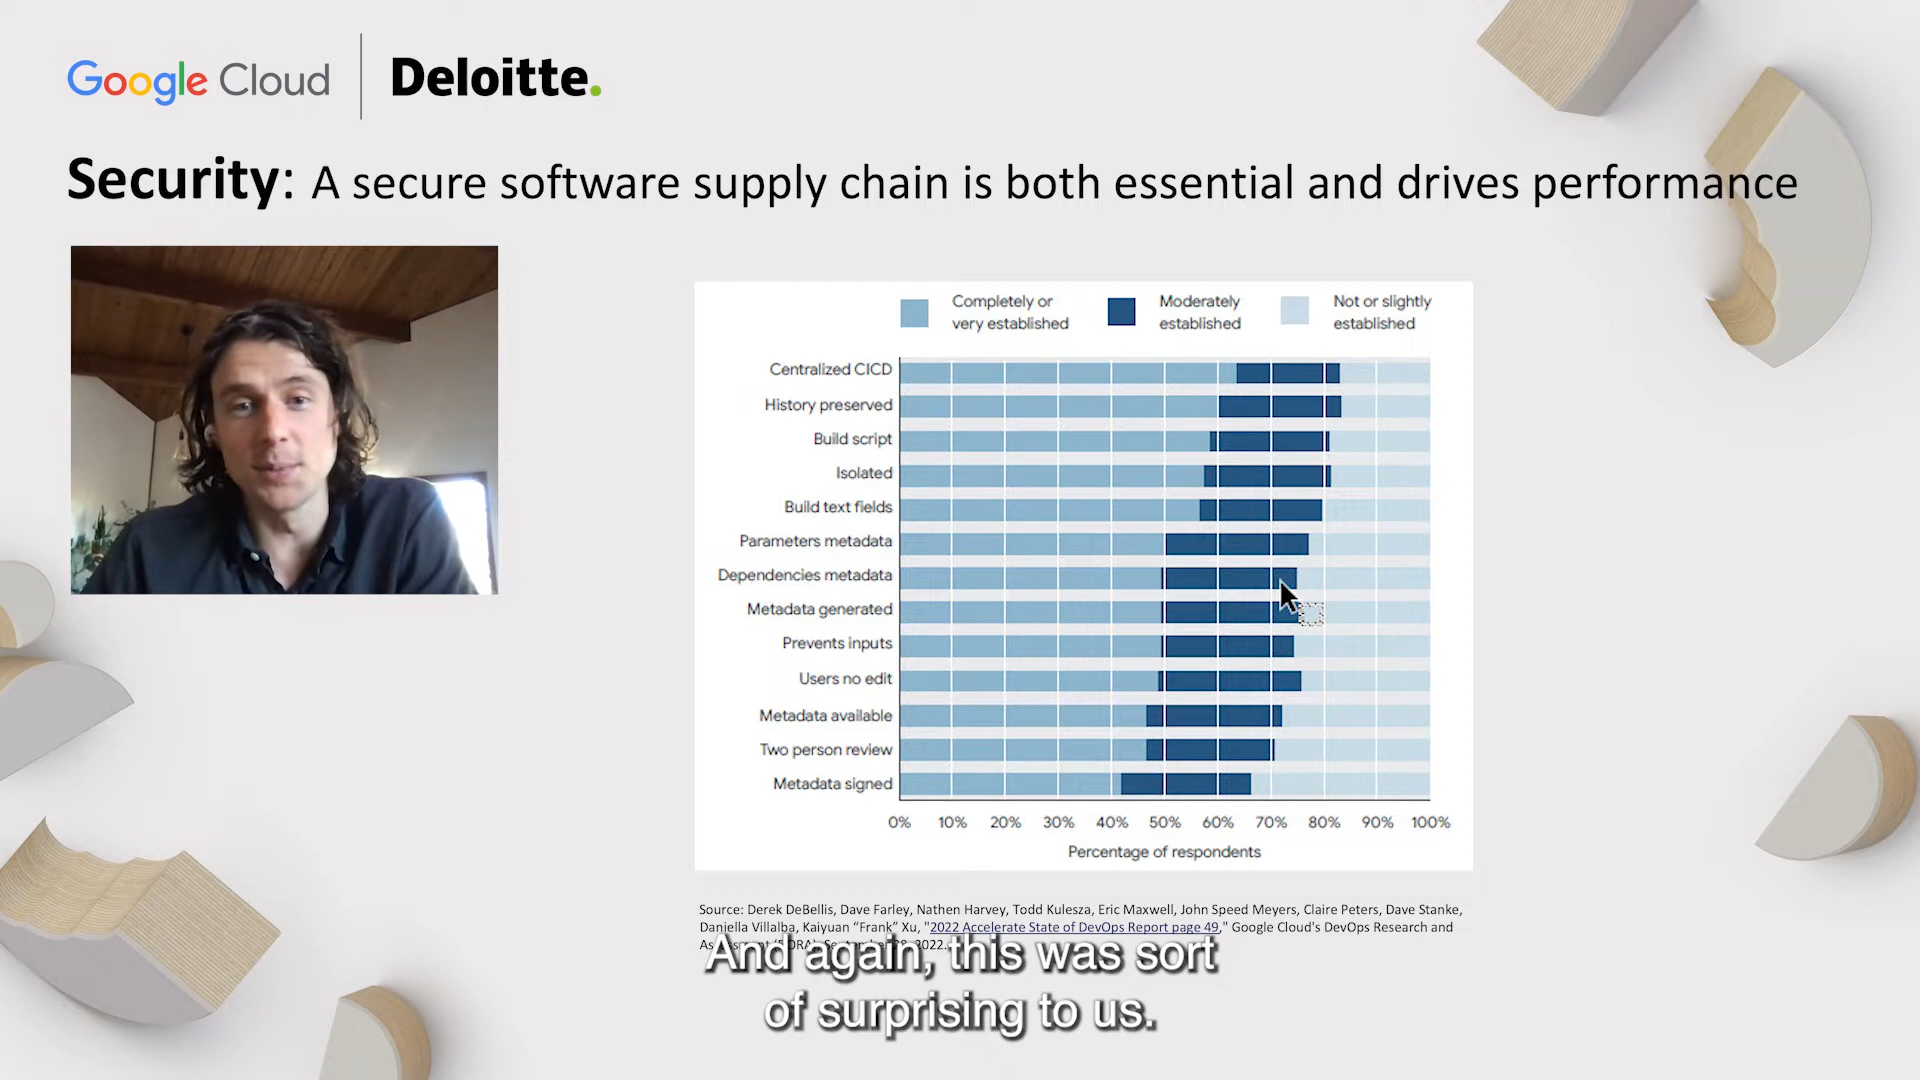 Google Cloud
Deloitte.
Security: A secure software supply chain is both essential and drives performance
Completely or
very established
Moderately
established
Not or slightly
established
Centralized CICD
History preserved
Build script
Isolated
Build text fields
Parameters metadata
Dependencies metadata
Metadata generated
Prevents inputs
Users no edit
Metadata available
Two person review
Metadata signed
0% 10% 20% 30% 40% 50% 60% 70% 80% 90% 100%
Percentage of respondents
Source: Derek DeBellis, Dave Farley, Nathen Harvey, Todd Kulesza, Eric Maxwell, John Speed Meyers, Claire Peters, Dave Stanke,
Daniella Villalba, Kaiyuan “Frank” Xu, "2022 Accelerate State of DevOps Report page 49," Google Cloud's DevOps Research and
2022.
And again, this was sort
of surprising to us.